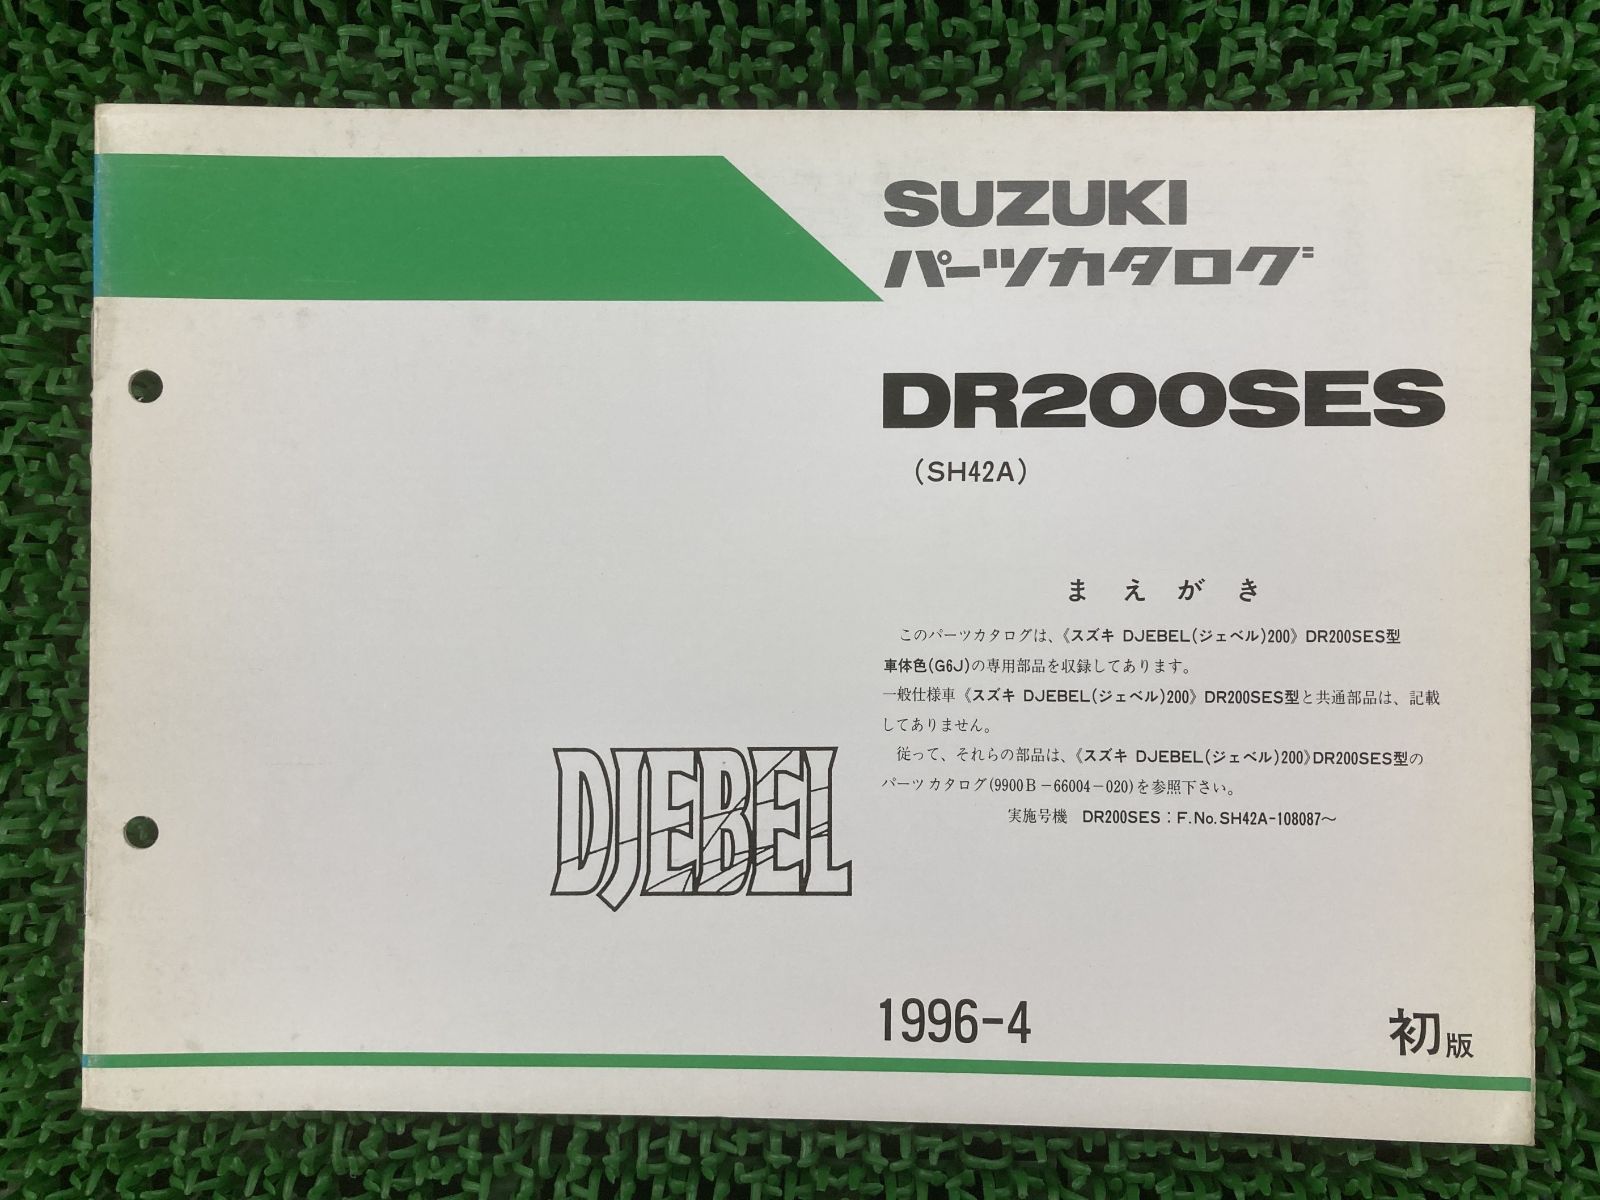 SUZUKI
パーツカタログ
DR200SES
(SH42A)
まえがき
このパーツカタログは、《スズキ DJEBEL(ジェベル)200》DR200SES型
車体色(G6J)の専用部品を収録してあります。
一般仕様車《スズキ DJEBEL(ジェベル)200》DR200SES型と共通部品は、記載
してありません。
従って、それらの部品は、《スズキ DJEBEL(ジェベル)200》DR200SES型の
パーツカタログ(9900B-66004-020)を参照下さい。
実施号機 DR200SES:F.No.SH42A-108087〜
DJEBEL
1996-4
初版